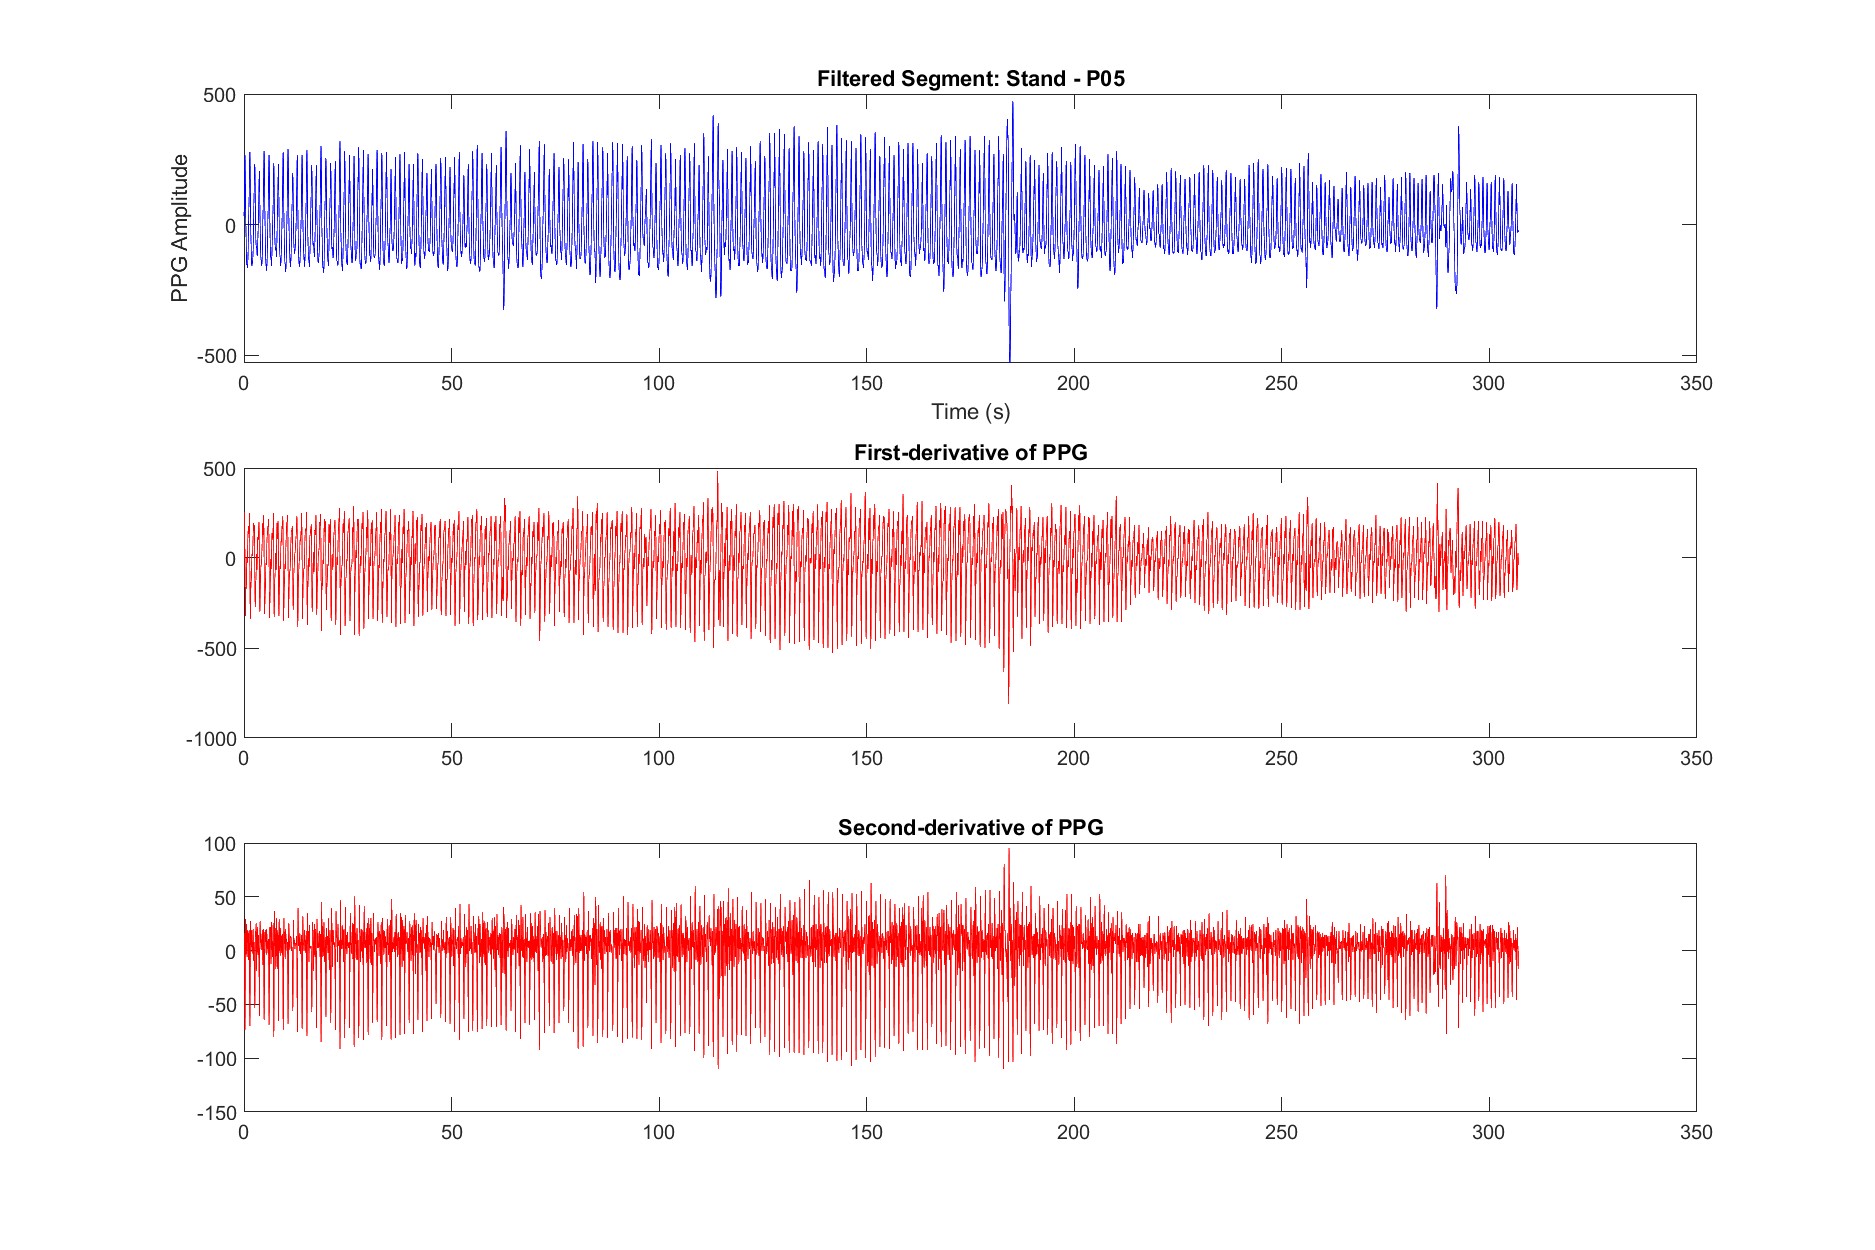 Filtered Segment: Stand - P05
500
0
-500
PPG Amplitude
0 50 100 150 200 250 300 350
Time (s)
First-derivative of PPG
500
0
-500
-1000
0 50 100 150 200 250 300 350
Second-derivative of PPG
100
50
0
-50
-100
-150
0 50 100 150 200 250 300 350